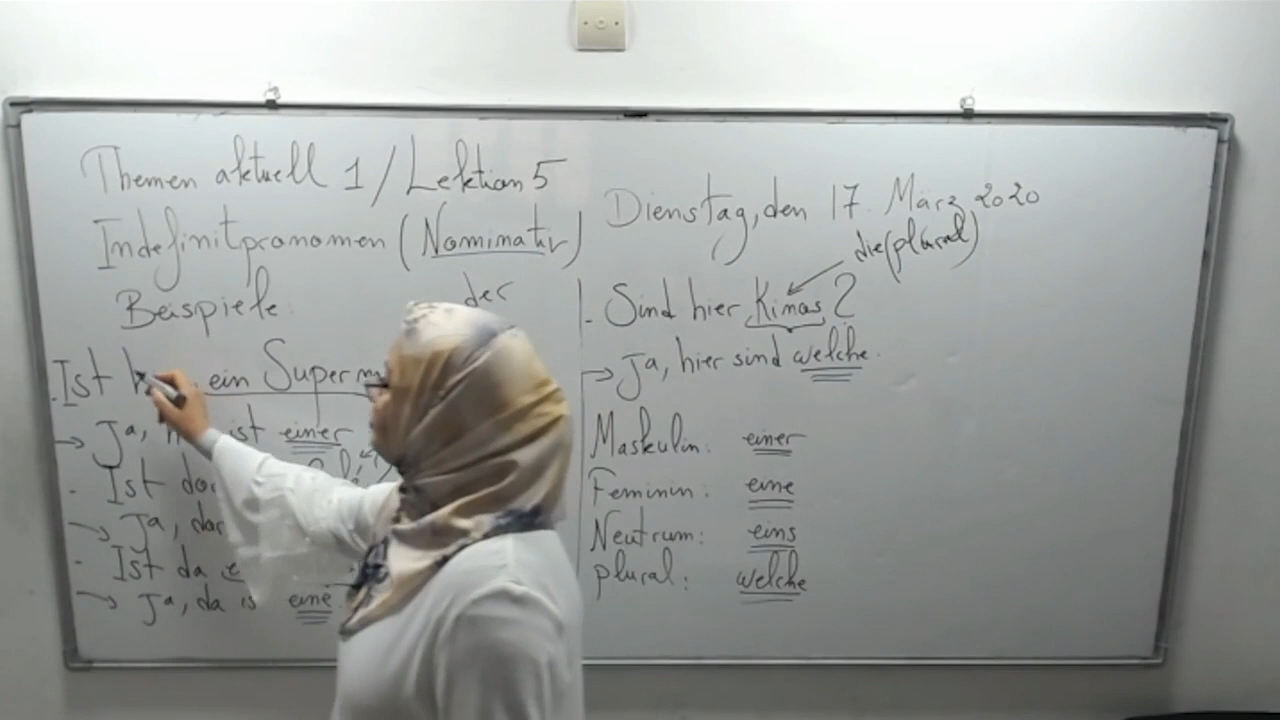 Themen aktuell 1 / Lektion 5
Indefinitpronomen (Nominativ)
Beispiele:
der
. Ist ein Super
→ Ja, ist einer
. Ist
→ Ja,
. Ist da
→ Ja, da is eine
Dienstag, den 17. März 2020
die (plural)
. Sind hier Kinos?
→ Ja, hier sind welche.
Maskulin: einer
Feminin: eine
Neutrum: eins
plural: welche